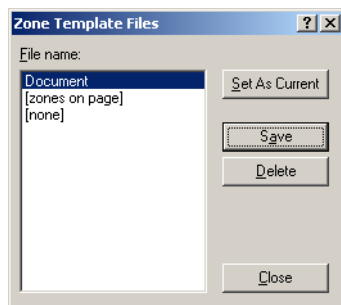 Zone Template Files
File name:
Document
[zones on page]
[none]
Set As Current
Save
Delete
Close